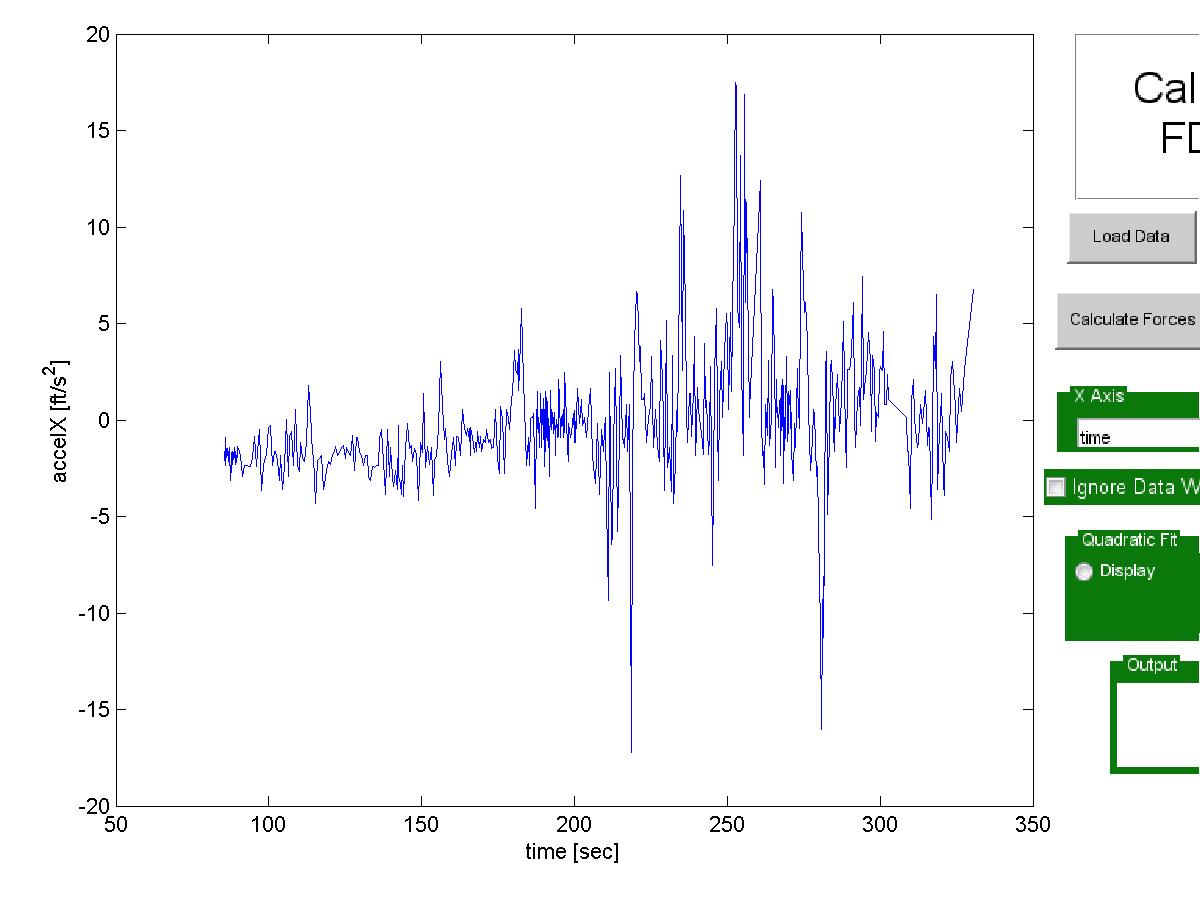 20
15
10
5
0
-5
-10
-15
-20
accelX [ft/s2]
50 100 150 200 250 300 350
time [sec]
Cal
FD
Load Data
Calculate Forces
X Axis
time
Ignore Data W
Quadratic Fit
Display
Output